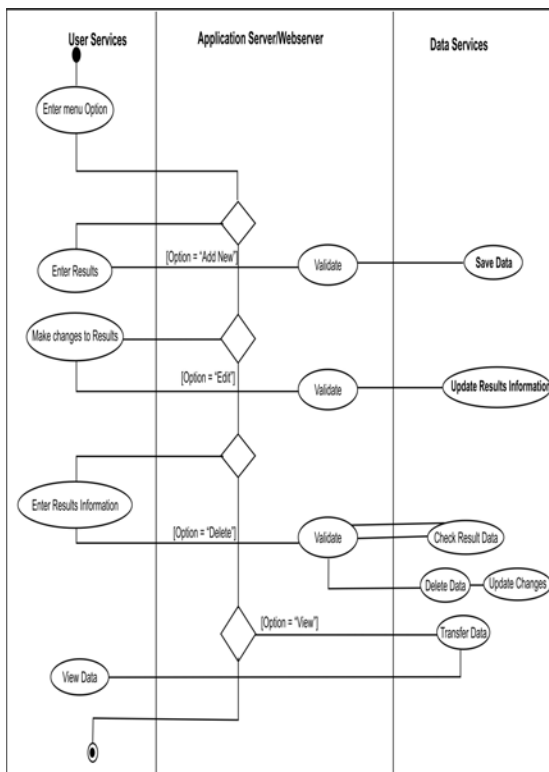 User Services
Application Server/Webserver
Data Services
Enter menu Option
[Option = "Add New"]
Enter Results
Validate
Save Data
Make changes to Results
[Option = "Edit"]
Validate
Update Results Information
Enter Results Information
[Option = "Delete"]
Validate
Check Result Data
Delete Data
Update Changes
[Option = "View"]
Transfer Data
View Data